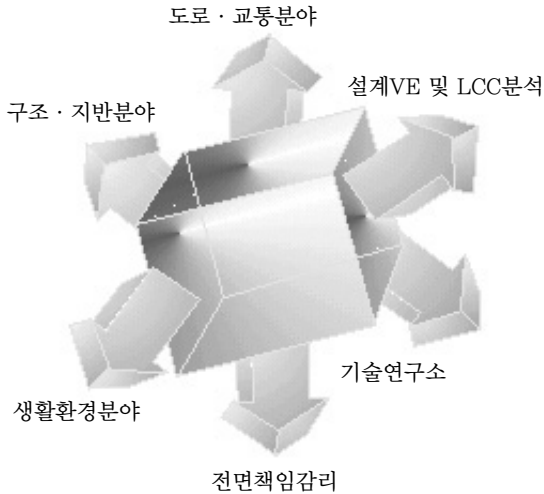 도로 · 교통분야
설계VE 및 LCC분석
구조 · 지반분야
기술연구소
생활환경분야
전면책임감리